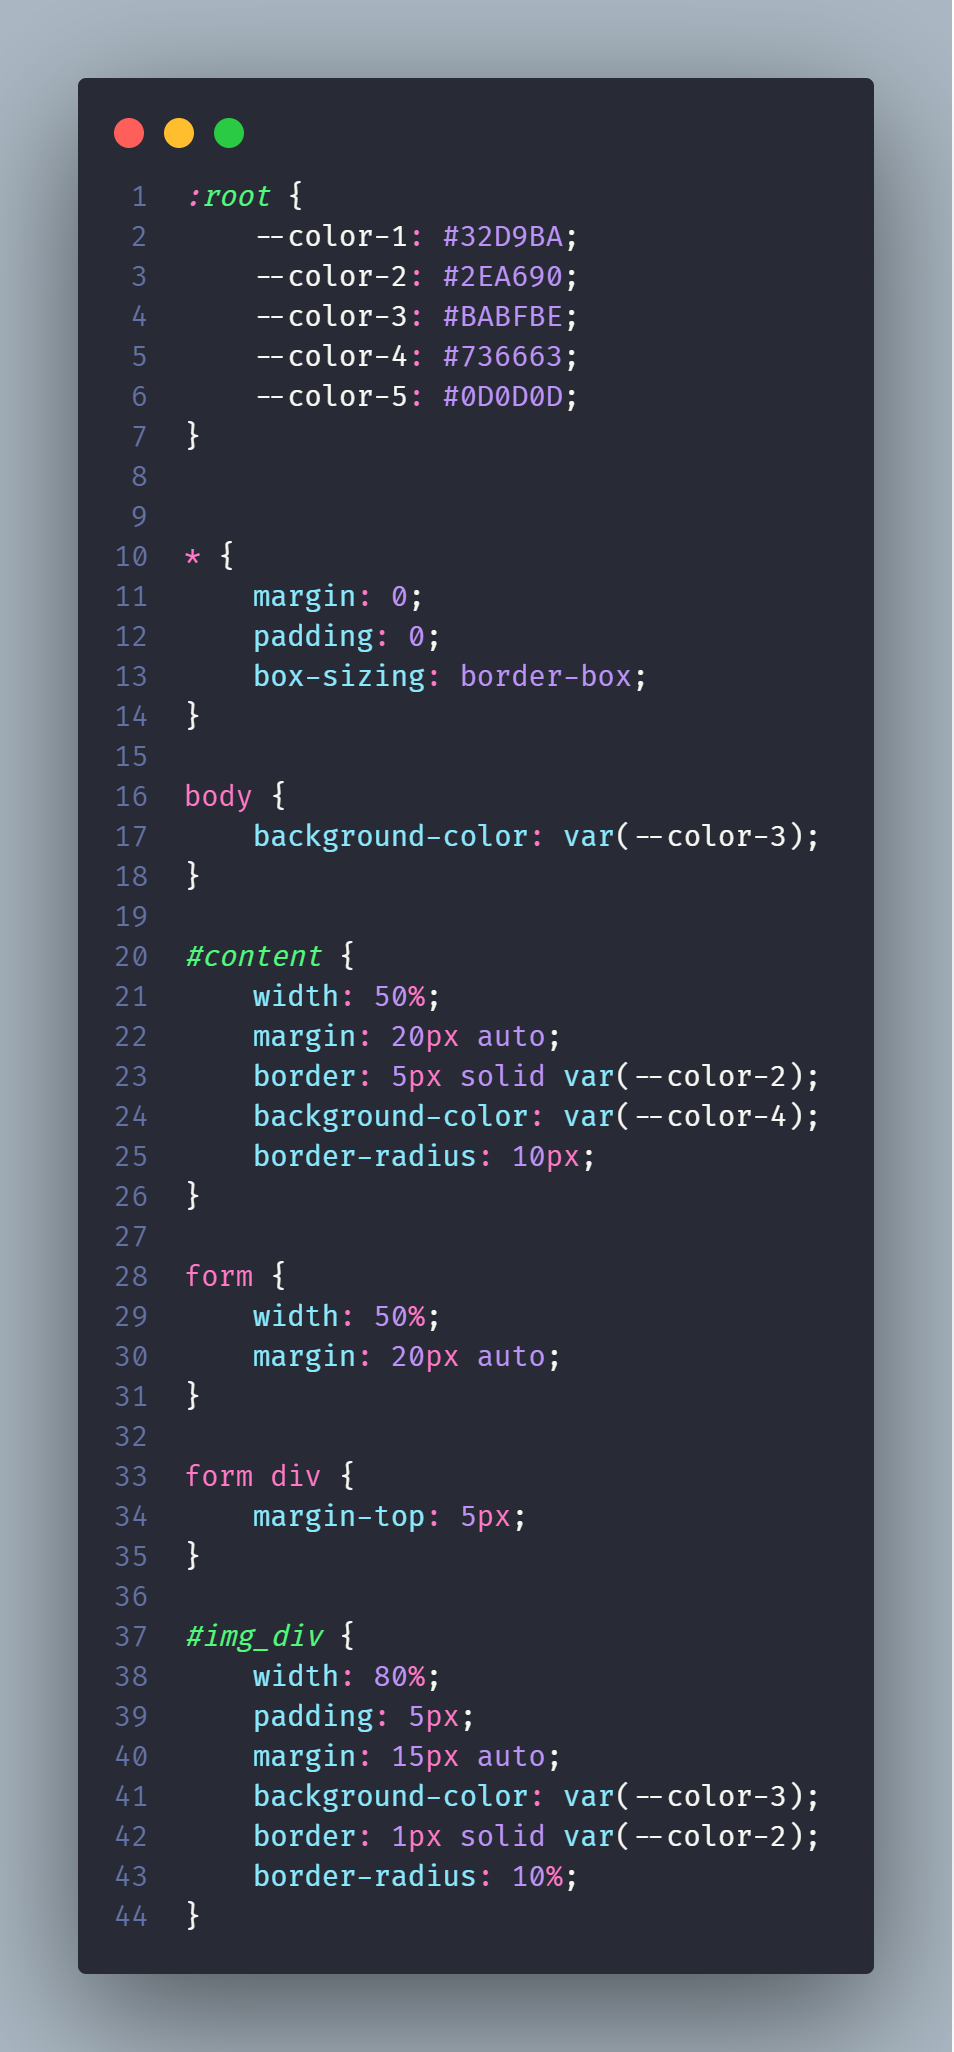 1 :root {
2     --color-1: #32D9BA;
3     --color-2: #2EA690;
4     --color-3: #BABFBE;
5     --color-4: #736663;
6     --color-5: #0D0D0D;
7 }
8
9
10 * {
11     margin: 0;
12     padding: 0;
13     box-sizing: border-box;
14 }
15
16 body {
17     background-color: var(--color-3);
18 }
19
20 #content {
21     width: 50%;
22     margin: 20px auto;
23     border: 5px solid var(--color-2);
24     background-color: var(--color-4);
25     border-radius: 10px;
26 }
27
28 form {
29     width: 50%;
30     margin: 20px auto;
31 }
32
33 form div {
34     margin-top: 5px;
35 }
36
37 #img_div {
38     width: 80%;
39     padding: 5px;
40     margin: 15px auto;
41     background-color: var(--color-3);
42     border: 1px solid var(--color-2);
43     border-radius: 10%;
44 }